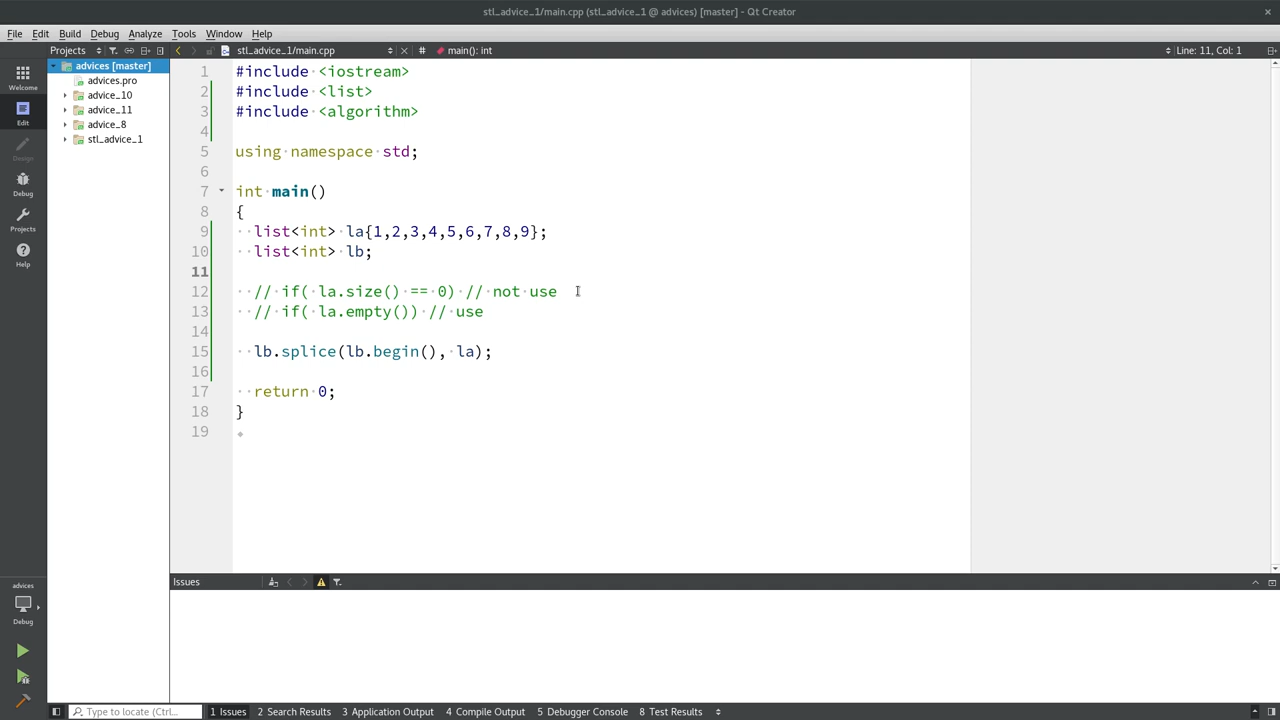 stl_advice_1/main.cpp (stl_advice_1 @ advices) [master] - Qt Creator
File Edit Build Debug Analyze Tools Window Help
Projects stl_advice_1/main.cpp # main(): int Line: 11, Col: 1
Welcome
Edit
Design
Debug
Projects
Help
advices
Debug
advices [master]
advices.pro
advice_10
advice_11
advice_8
stl_advice_1
1 #include <iostream>
2 #include <list>
3 #include <algorithm>
4
5 using namespace std;
6
7 int main()
8 {
9 list<int> la{1,2,3,4,5,6,7,8,9};
10 list<int> lb;
11
12 // if( la.size() == 0) // not use
13 // if( la.empty()) // use
14
15 lb.splice(lb.begin(), la);
16
17 return 0;
18 }
19
Issues
Type to locate (Ctrl... 1 Issues 2 Search Results 3 Application Output 4 Compile Output 5 Debugger Console 8 Test Results